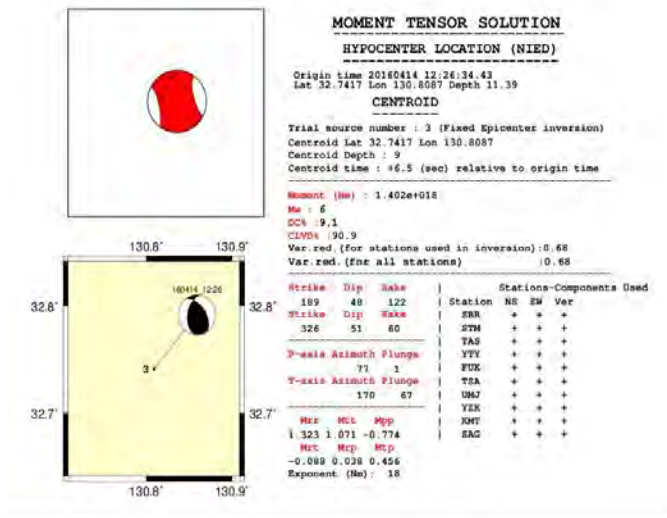 MOMENT TENSOR SOLUTION
HYPOCENTER LOCATION (NIED)
Origin time 20160414 12:26:34.43
Lat 32.7417 Lon 130.8087 Depth 11.39
CENTROID
Trial source number : 3 (Fixed Epicenter inversion)
Centroid Lat 32.7417 Lon 130.8087
Centroid Depth : 9
Centroid time : +6.5 (sec) relative to origin time
Moment (Nm) : 1.402e+018
Mw : 6
DC% :9.1
CLVD% :90.9
Var.red.(for stations used in inversion):0.68
Var.red.(for all stations) :0.68
Strike Dip Rake
189 48 122
Strike Dip Rake
326 51 60
P-axis Azimuth Plunge
77 1
T-axis Azimuth Plunge
170 67
Mrr Mtt Mpp
1.323 1.071 -0.774
Mrt Mrp Mtp
-0.088 0.038 0.456
Exponent (Nm): 18
Stations-Components Used
Station NS EW Ver
SBR + + +
STM + + +
TAS + + +
YTY + + +
FUK + + +
TSA + + +
UMJ + + +
YZK + + +
KMT + + +
SAG + + +
130.8° 130.9°
160414 12:26
32.8° 32.8°
3
32.7° 32.7°
130.8° 130.9°